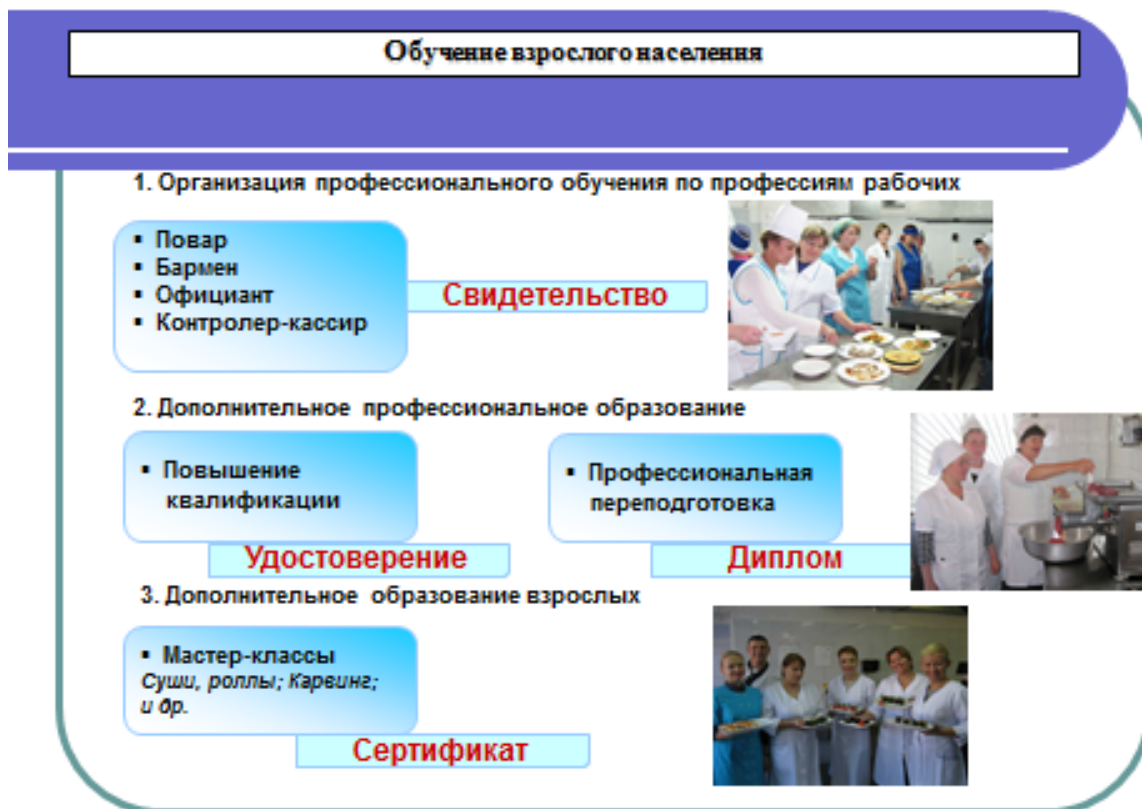 Обучение взрослого населения
1. Организация профессионального обучения по профессиям рабочих
▪ Повар
▪ Бармен
▪ Официант
▪ Контролер-кассир
Свидетельство
2. Дополнительное профессиональное образование
▪ Повышение
квалификации
Удостоверение
▪ Профессиональная
переподготовка
Диплом
3. Дополнительное образование взрослых
▪ Мастер-классы
Суши, роллы; Карвинг;
и др.
Сертификат